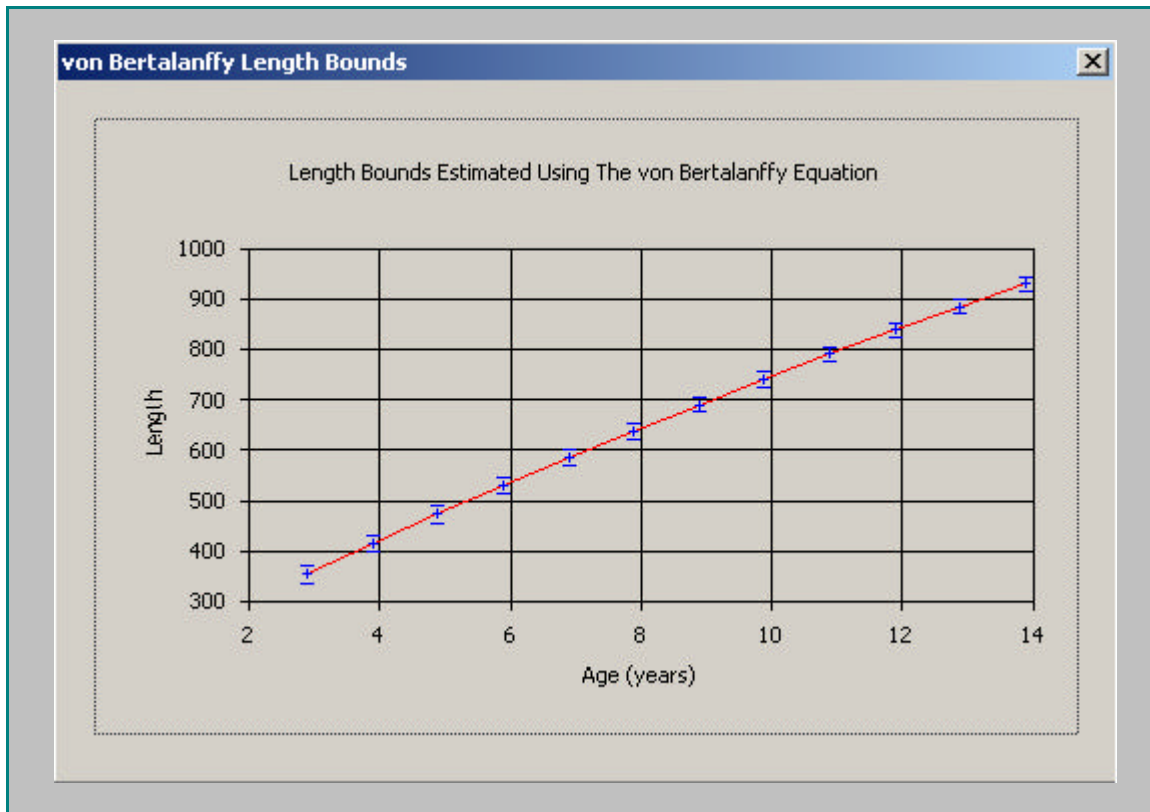 von Bertalanffy Length Bounds
Length Bounds Estimated Using The von Bertalanffy Equation
1000
900
800
700
600
500
400
300
Length
2 4 6 8 10 12 14
Age (years)